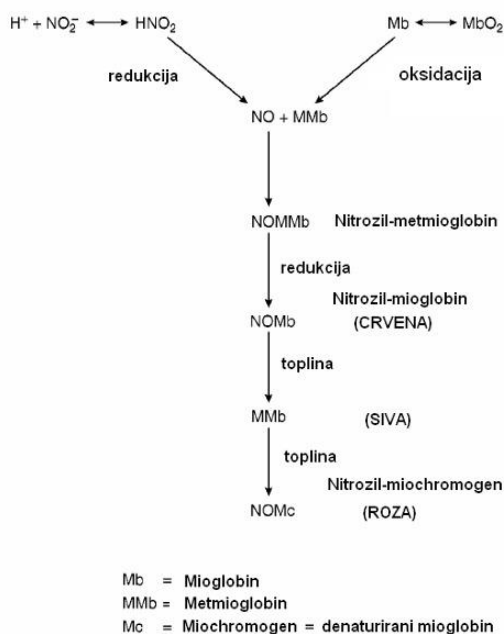 H⁺ + NO₂⁻ ⟷ HNO₂ Mb ⟷ MbO₂
redukcija oksidacija
NO + MMb
NOMMb Nitrozil-metmioglobin
redukcija
Nitrozil-mioglobin
NOMb (CRVENA)
toplina
MMb (SIVA)
toplina
Nitrozil-miochromogen
NOMc (ROZA)
Mb = Mioglobin
MMb = Metmioglobin
Mc = Miochromogen = denaturirani mioglobin